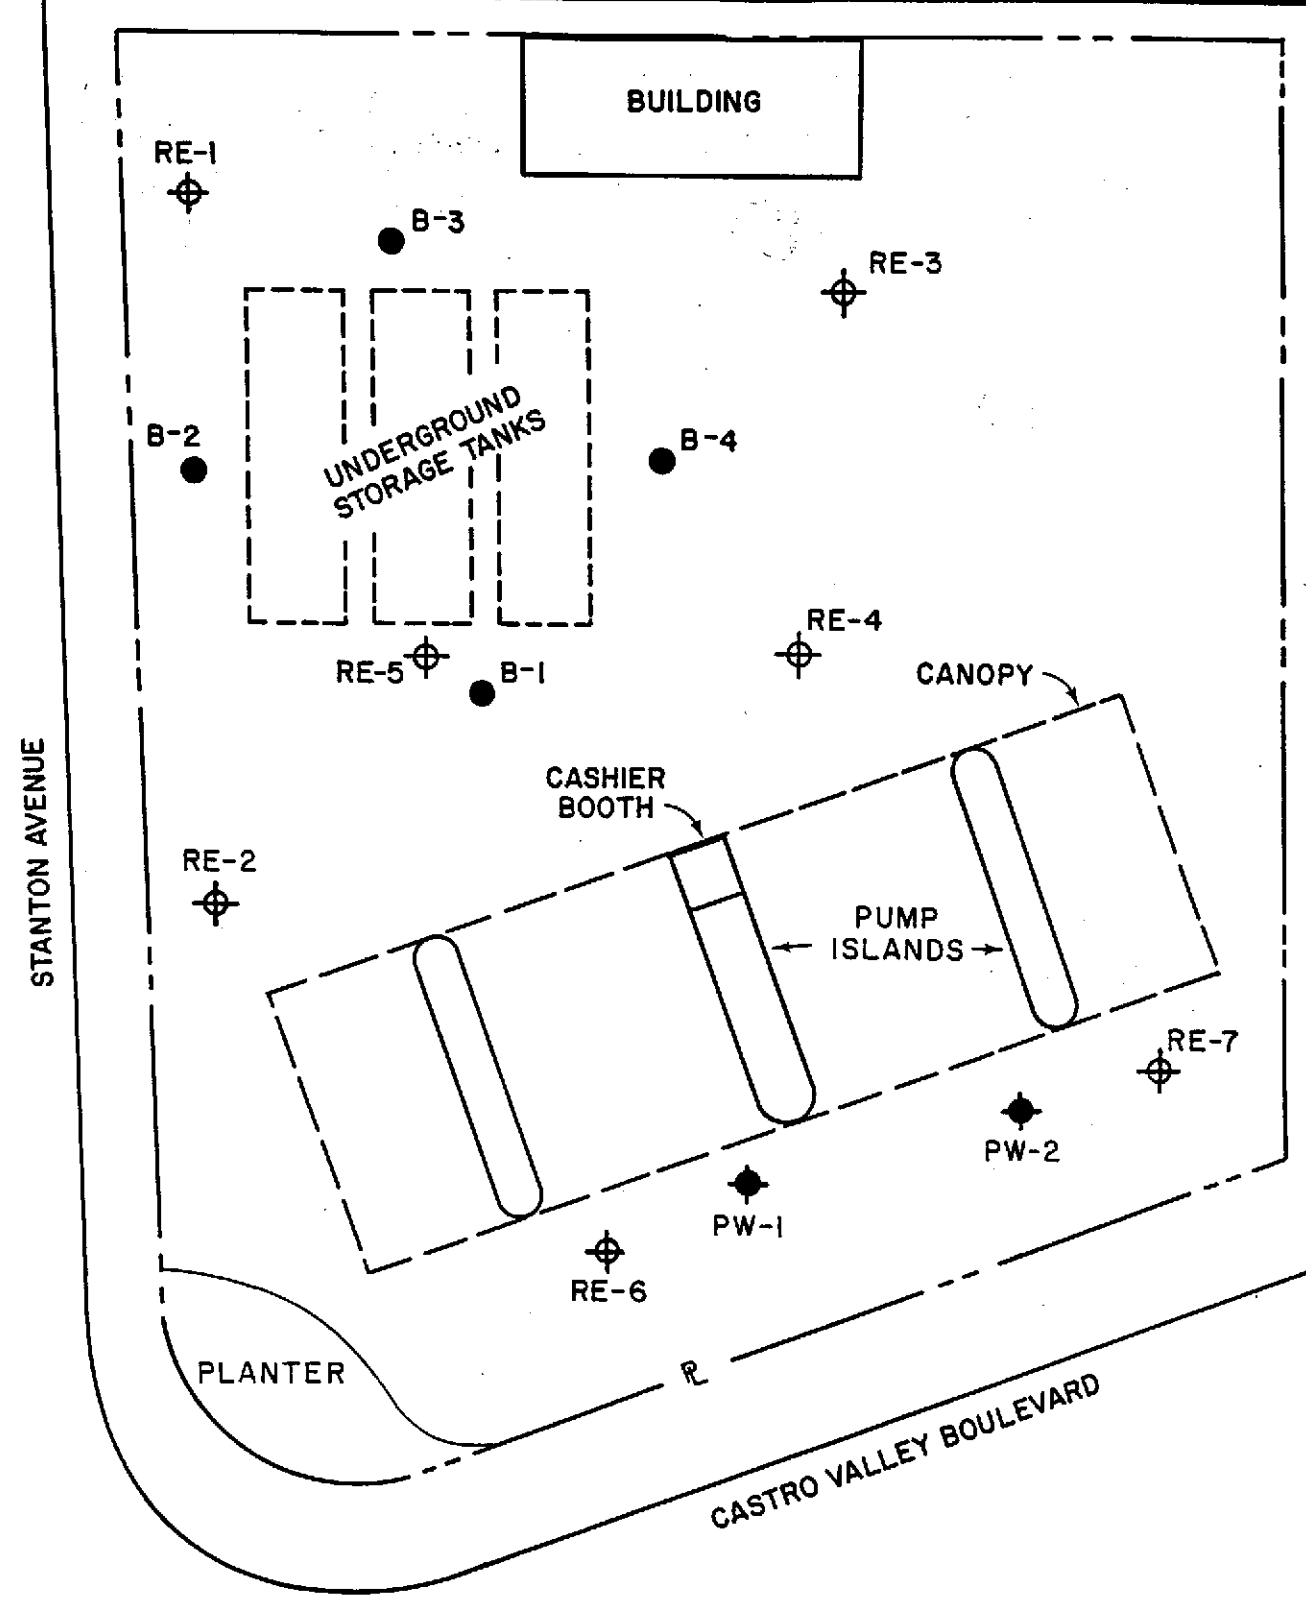 BUILDING
RE-1
B-3
RE-3
UNDERGROUND
STORAGE TANKS
B-2
B-4
RE-4
RE-5
B-1
CANOPY
STANTON AVENUE
CASHIER
BOOTH
RE-2
PUMP
ISLANDS
RE-7
PW-2
PW-1
RE-6
PLANTER
PL
CASTRO VALLEY BOULEVARD